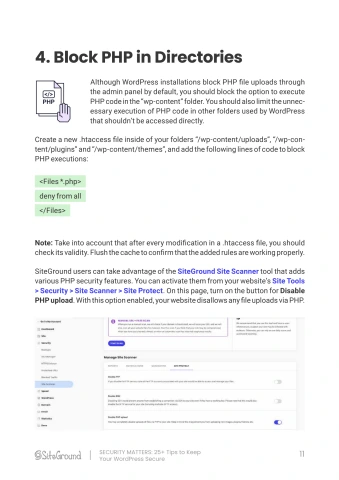 4. Block PHP in Directories
</>
PHP
Although WordPress installations block PHP file uploads through
the admin panel by default, you should block the option to execute
PHP code in the “wp-content” folder. You should also limit the unnec-
essary execution of PHP code in other folders used by WordPress
that shouldn’t be accessed directly.
Create a new .htaccess file inside of your folders “/wp-content/uploads”, “/wp-con-
tent/plugins” and “/wp-content/themes”, and add the following lines of code to block
PHP executions:
<Files *.php>
deny from all
</Files>
Note: Take into account that after every modification in a .htaccess file, you should
check its validity. Flush the cache to confirm that the added rules are working properly.
SiteGround users can take advantage of the SiteGround Site Scanner tool that adds
various PHP security features. You can activate them from your website’s Site Tools
> Security > Site Scanner > Site Protect. On this page, turn on the button for Disable
PHP upload. With this option enabled, your website disallows any file uploads via PHP.
Manage Site Scanner
SiteGround
SECURITY MATTERS: 35+ Tips to Keep
Your WordPress Secure
11